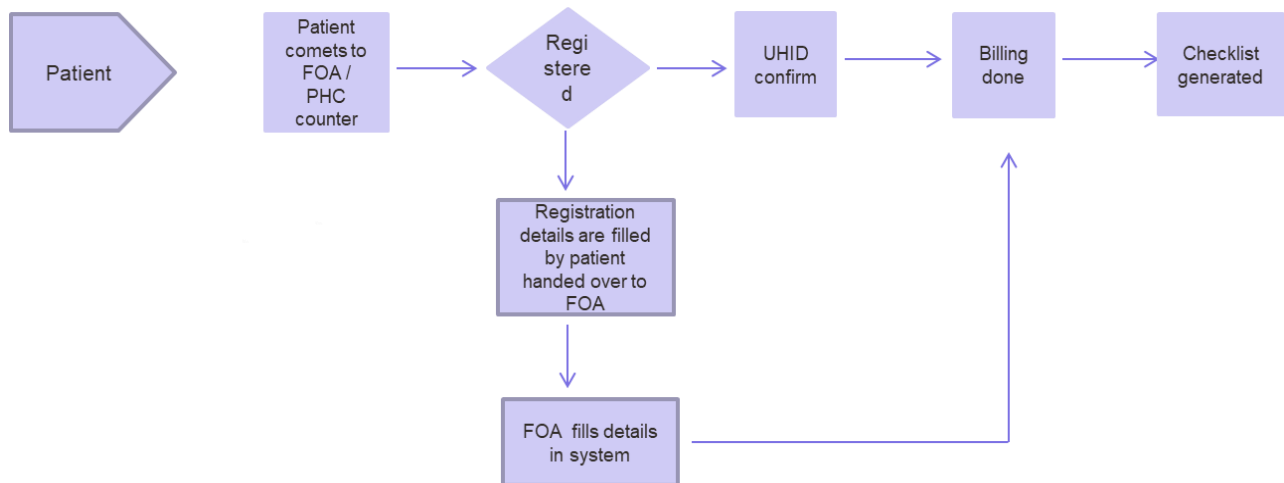 Patient
Patient
comets to
FOA /
PHC
counter
Regi
stere
d
UHID
confirm
Billing
done
Checklist
generated
Registration
details are filled
by patient
handed over to
FOA
FOA fills details
in system